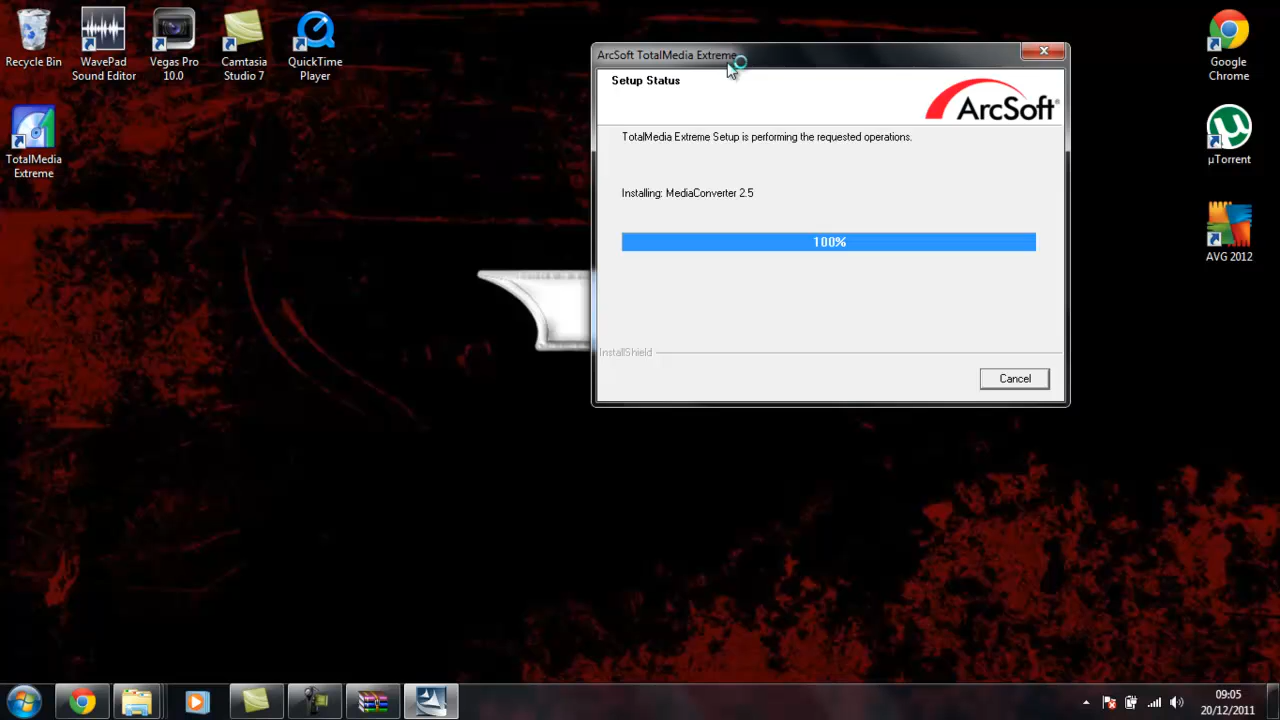 Recycle Bin
WavePad
Sound Editor
Vegas Pro
10.0
Camtasia
Studio 7
QuickTime
Player
TotalMedia
Extreme
ArcSoft TotalMedia Extreme
Setup Status
ArcSoft®
TotalMedia Extreme Setup is performing the requested operations.
Installing: MediaConverter 2.5
100%
InstallShield
Cancel
Google
Chrome
µTorrent
AVG 2012
09:05
20/12/2011